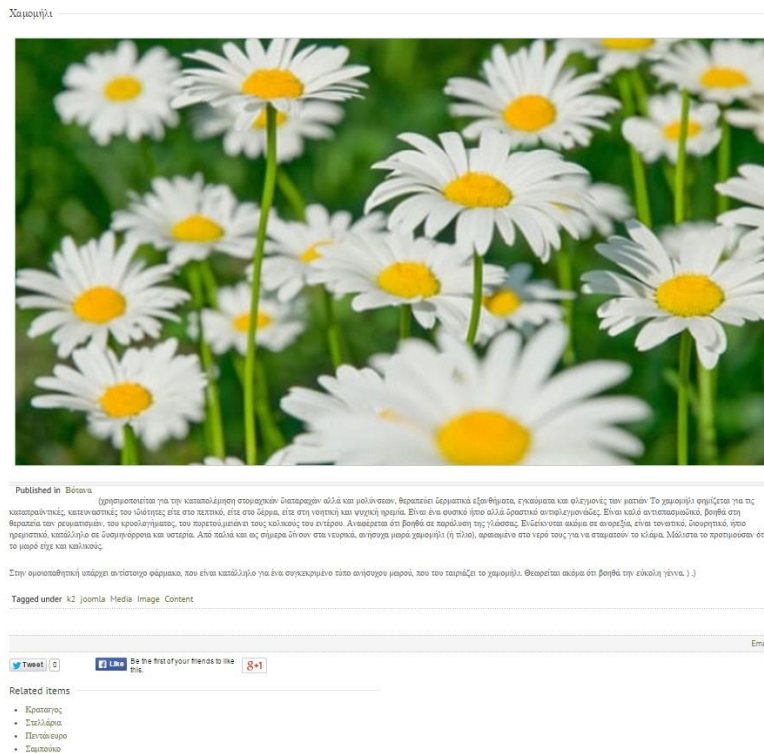 Χαμομήλι
Published in Βότανα
(χρησιμοποιείται για την καταπολέμηση στομαχικών διαταραχών αλλά και μολύνσεων, θεραπεύει δερματικά εξανθήματα, εγκαύματα και φλεγμονές των ματιών Το χαμομήλι φημίζεται για τις
καταπραϋντικές, κατευναστικές του ιδιότητες είτε στο πεπτικό, είτε στο δέρμα, είτε στη νοητική και ψυχική ηρεμία. Είναι ένα φυσικό ήπιο αλλά δραστικό αντιφλεγμονώδες. Είναι καλό αντισπασμωδικό, βοηθά στη
θεραπεία των ρευματισμών, του κρυολογήματος, του πυρετού,μειώνει τους κολικούς του εντέρου. Αναφέρεται ότι βοηθά σε παράλυση της γλώσσας. Ενδείκνυται ακόμα σε ανορεξία, είναι τονωτικό, διουρητικό, ήπιο
ηρεμιστικό, κατάλληλο σε δυσμηνόρροια και υστερία. Από παλιά και ως σήμερα δίνουν στα νευρικά, ανήσυχα μωρά χαμομήλι (ή τίλιο), αραιωμένο στο νερό τους για να σταματούν το κλάμα. Μάλιστα το προτιμούσαν ότ
το μωρό είχε και κολικούς.
Στην ομοιοπαθητική υπάρχει αντίστοιχο φάρμακο, που είναι κατάλληλο για ένα συγκεκριμένο τύπο ανήσυχου μωρού, που του ταιριάζει το χαμομήλι. Θεωρείται ακόμα ότι βοηθά την εύκολη γέννα. ) .)
Tagged under k2 joomla Media Image Content
Ema
Tweet 0 Like Be the first of your friends to like this. g+1
Related items
Κραταιγος
Στελλάρια
Πεντάνευρο
Σαμπούκο